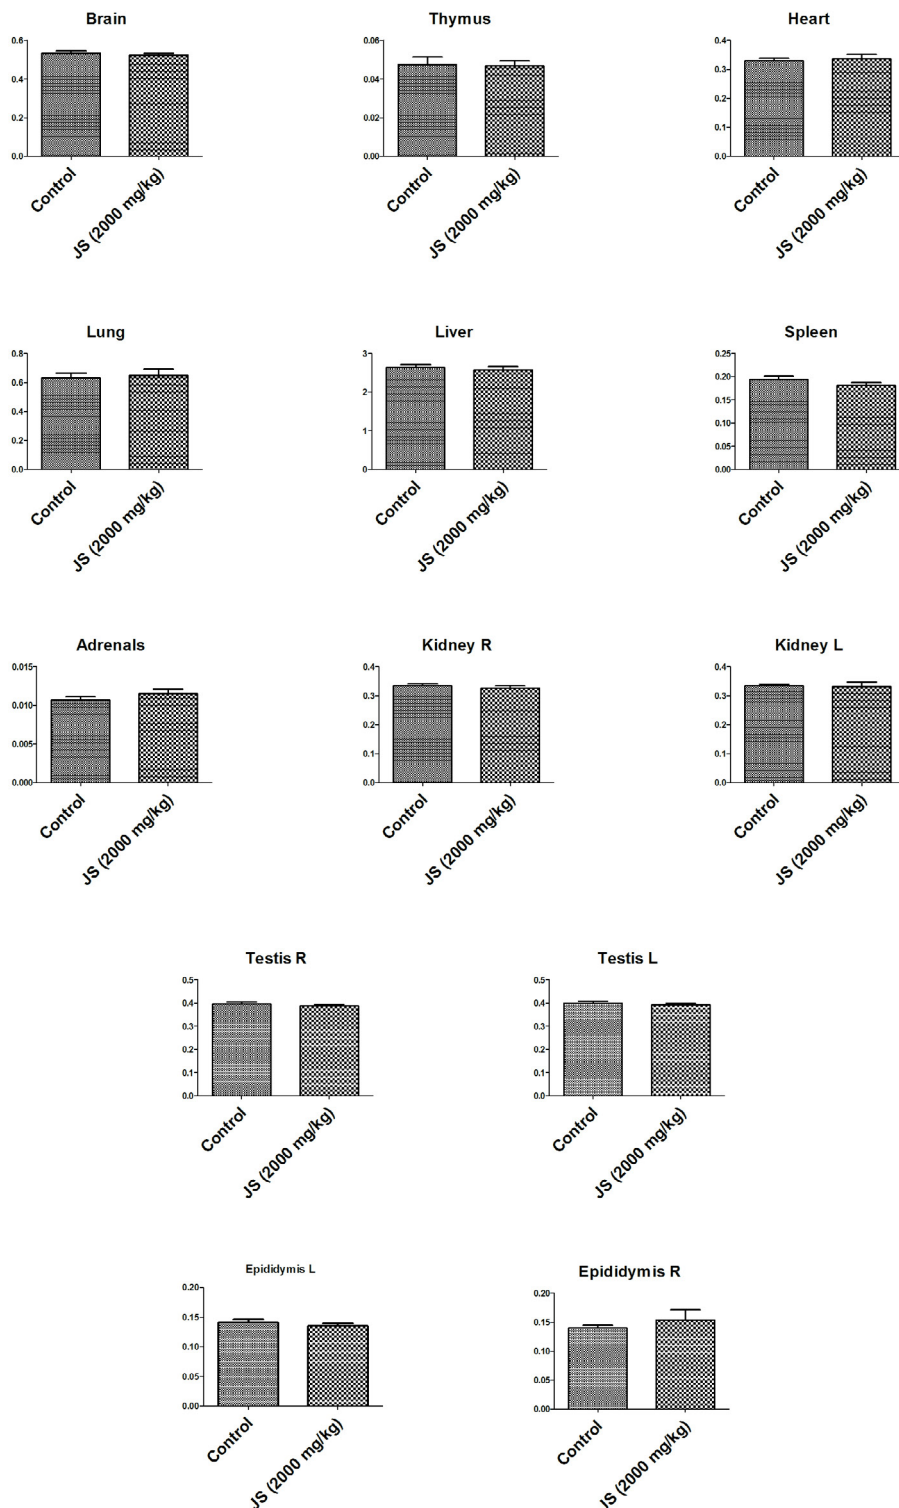 Brain
0.6
0.4
0.2
0.0
Control
JS (2000 mg/kg)
Thymus
0.06
0.04
0.02
0.00
Control
JS (2000 mg/kg)
Heart
0.4
0.3
0.2
0.1
0.0
Control
JS (2000 mg/kg)
Lung
0.8
0.6
0.4
0.2
0.0
Control
JS (2000 mg/kg)
Liver
3
2
1
0
Control
JS (2000 mg/kg)
Spleen
0.25
0.20
0.15
0.10
0.05
0.00
Control
JS (2000 mg/kg)
Adrenals
0.015
0.010
0.005
0.000
Control
JS (2000 mg/kg)
Kidney R
0.4
0.3
0.2
0.1
0.0
Control
JS (2000 mg/kg)
Kidney L
0.4
0.3
0.2
0.1
0.0
Control
JS (2000 mg/kg)
Testis R
0.5
0.4
0.3
0.2
0.1
0.0
Control
JS (2000 mg/kg)
Testis L
0.5
0.4
0.3
0.2
0.1
0.0
Control
JS (2000 mg/kg)
Epididymis L
0.20
0.15
0.10
0.05
0.00
Control
JS (2000 mg/kg)
Epididymis R
0.20
0.15
0.10
0.05
0.00
Control
JS (2000 mg/kg)